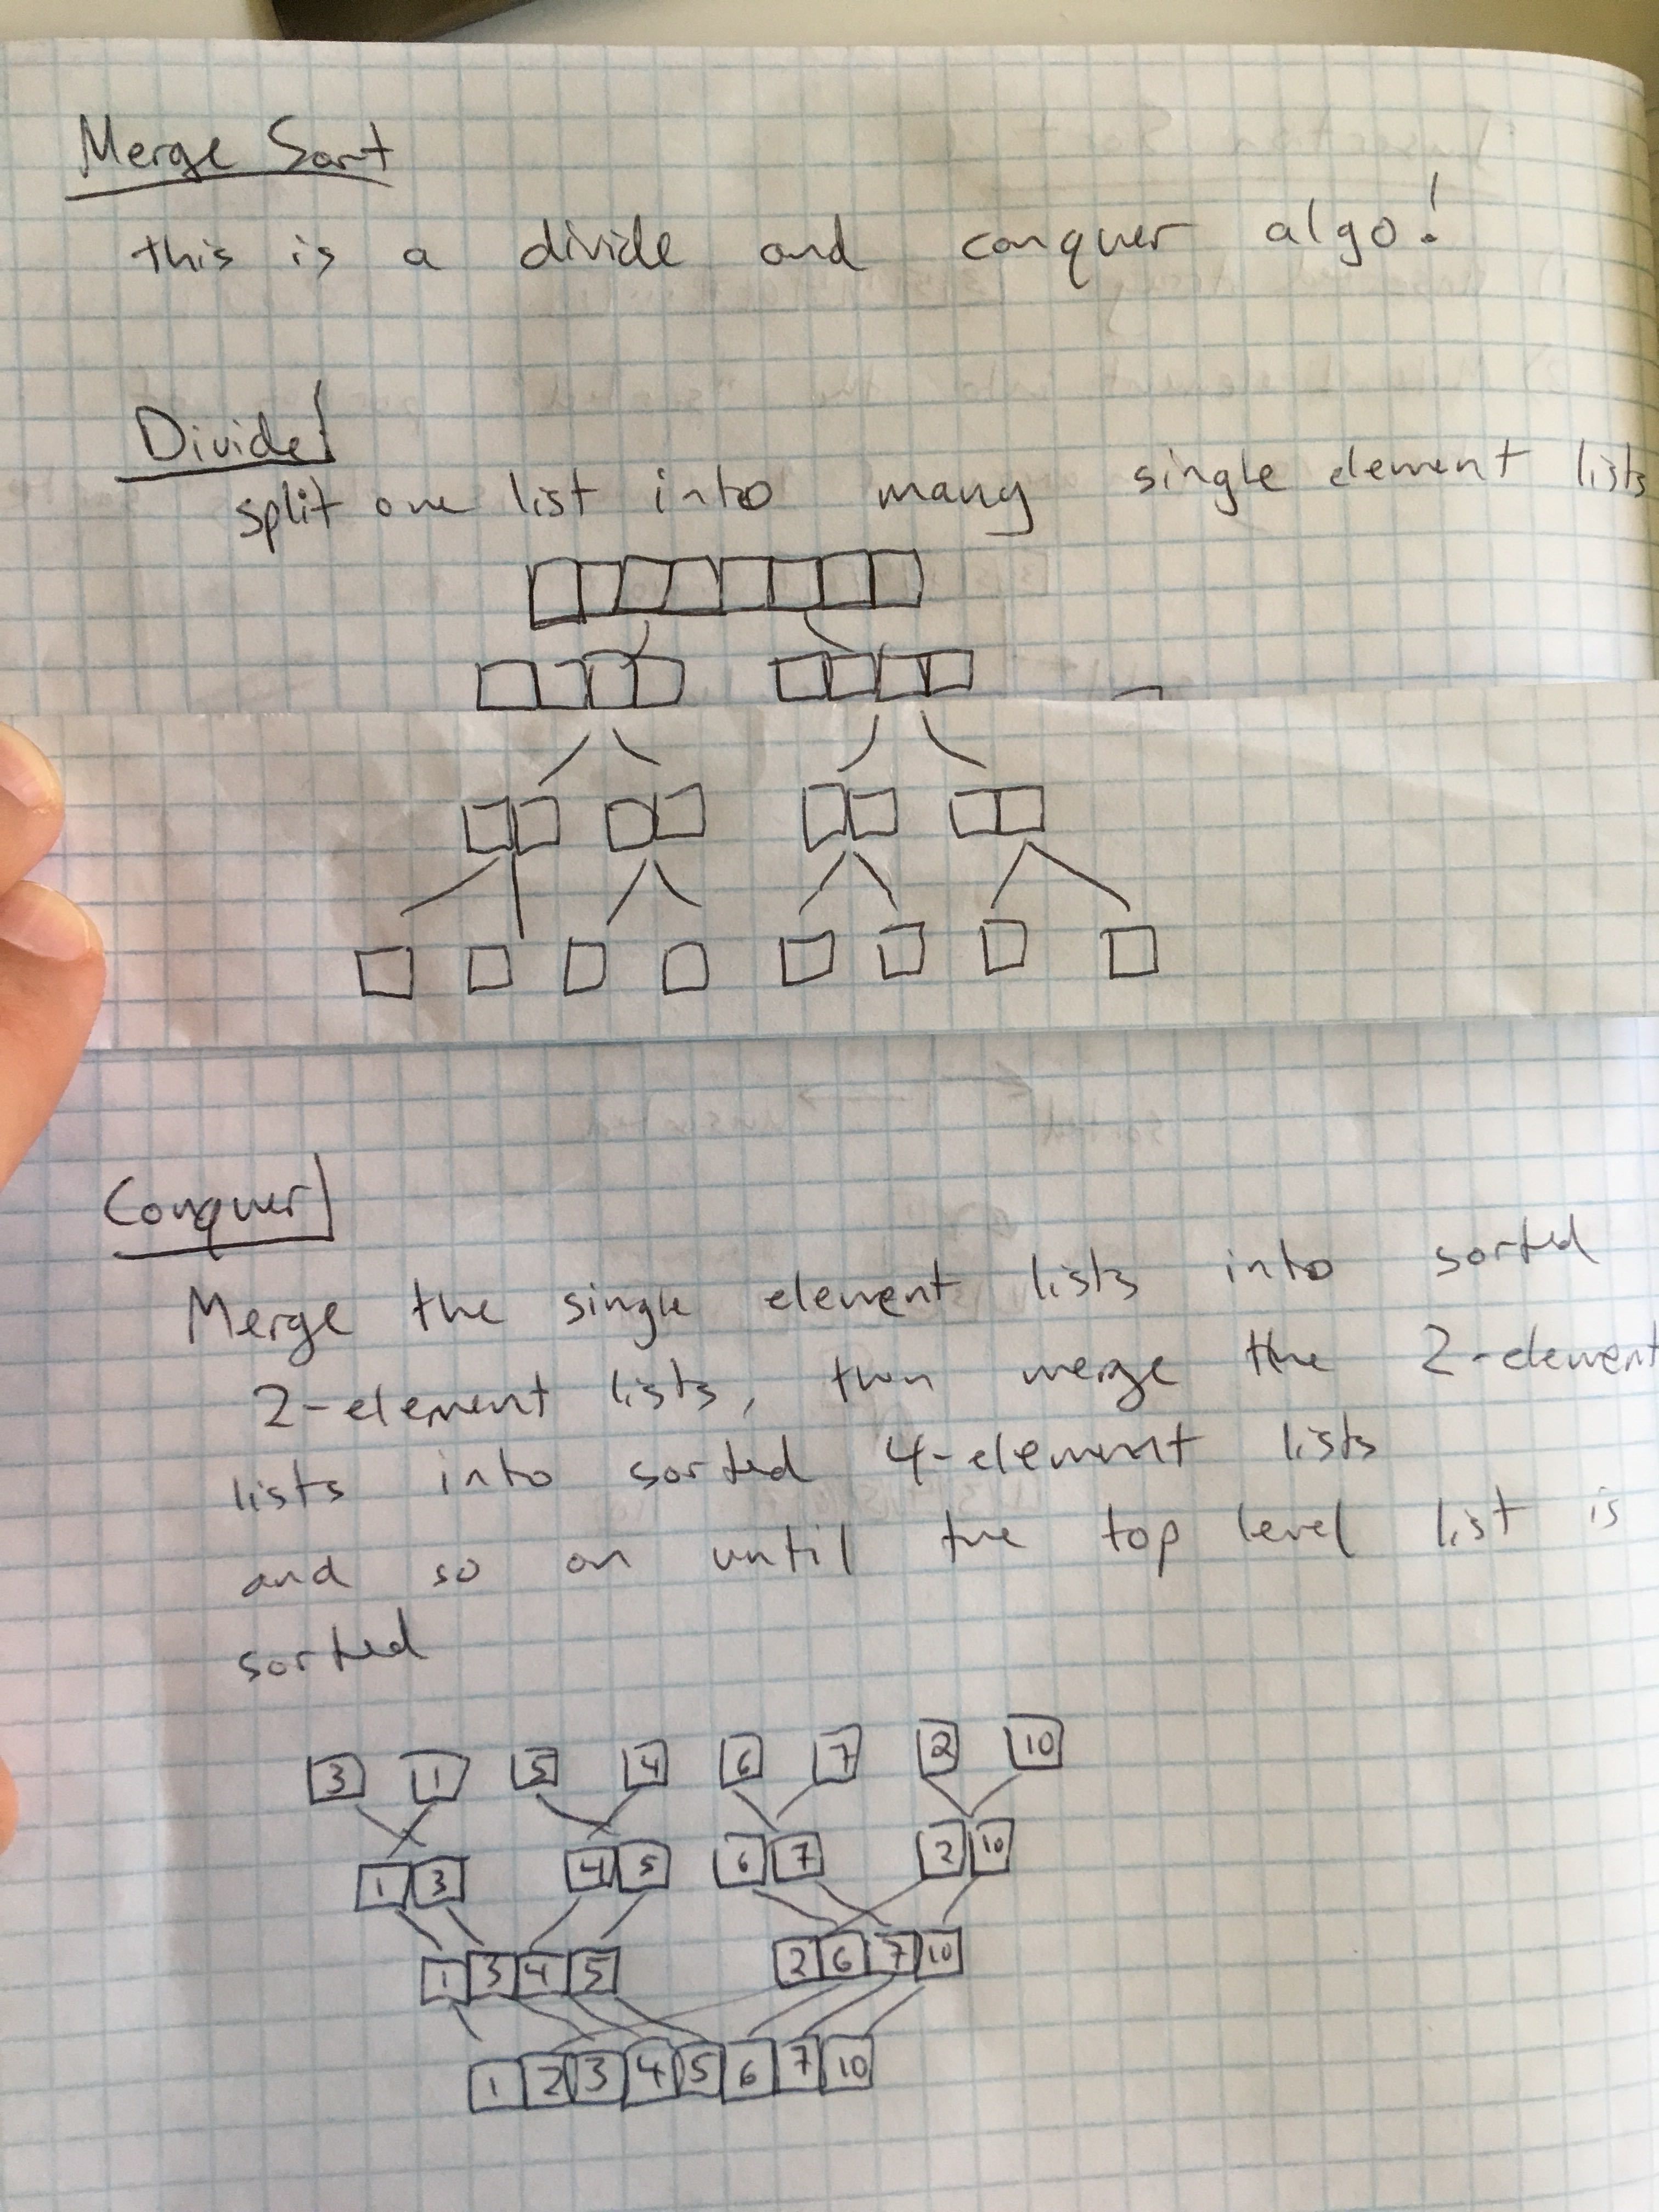 Merge Sort
this is a divide and conquer algo!
Divide
split one list into many single element lists
Conquer
Merge the single element lists into sorted
2-element lists, then merge the 2-element
lists into sorted 4-element lists
and so on until the top level list is
sorted
3 1 5 4 6 7 2 10
1 3 4 5 6 7 2 10
1 3 4 5 2 6 7 10
1 2 3 4 5 6 7 10